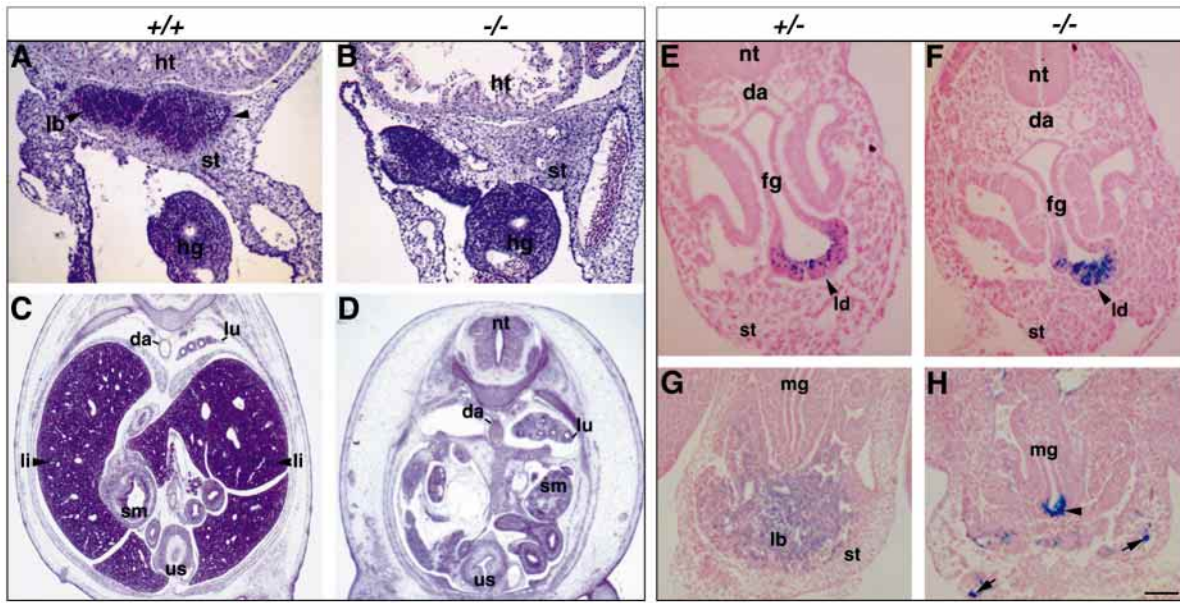 +/+
-/-
+/-
-/-
A
ht
lb
st
hg
B
ht
st
hg
C
da
lu
li
li
sm
us
D
nt
da
lu
sm
us
E
nt
da
fg
ld
st
F
nt
da
fg
ld
st
G
mg
lb
st
H
mg